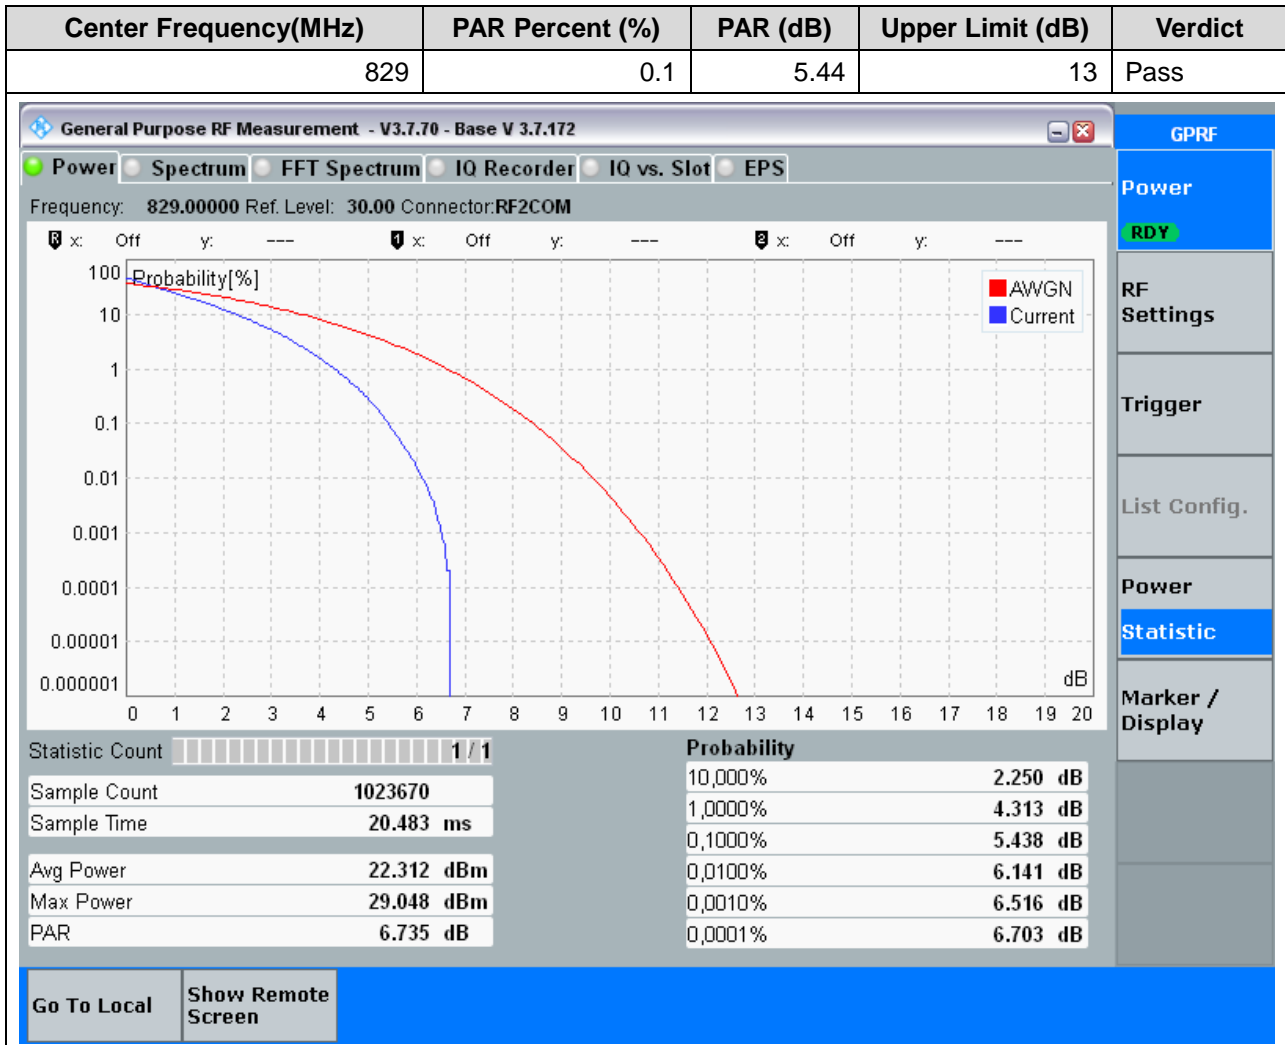 Center Frequency(MHz) PAR Percent (%) PAR (dB) Upper Limit (dB) Verdict
829 0.1 5.44 13 Pass
General Purpose RF Measurement - V3.7.70 - Base V 3.7.172
GPRF
Power Spectrum FFT Spectrum IQ Recorder IQ vs. Slot EPS
Power
RDY
Frequency: 829.00000 Ref. Level: 30.00 Connector:RF2COM
R x: Off y: --- 1 x: Off y: --- 2 x: Off y: ---
Probability[%]
AWGN
Current
100
10
1
0.1
0.01
0.001
0.0001
0.00001
0.000001
dB
0 1 2 3 4 5 6 7 8 9 10 11 12 13 14 15 16 17 18 19 20
RF
Settings
Trigger
List Config.
Power
Statistic
Marker /
Display
Statistic Count 1 / 1
Sample Count 1023670
Sample Time 20.483 ms
Avg Power 22.312 dBm
Max Power 29.048 dBm
PAR 6.735 dB
Probability
10,000% 2.250 dB
1,0000% 4.313 dB
0,1000% 5.438 dB
0,0100% 6.141 dB
0,0010% 6.516 dB
0,0001% 6.703 dB
Go To Local
Show Remote
Screen